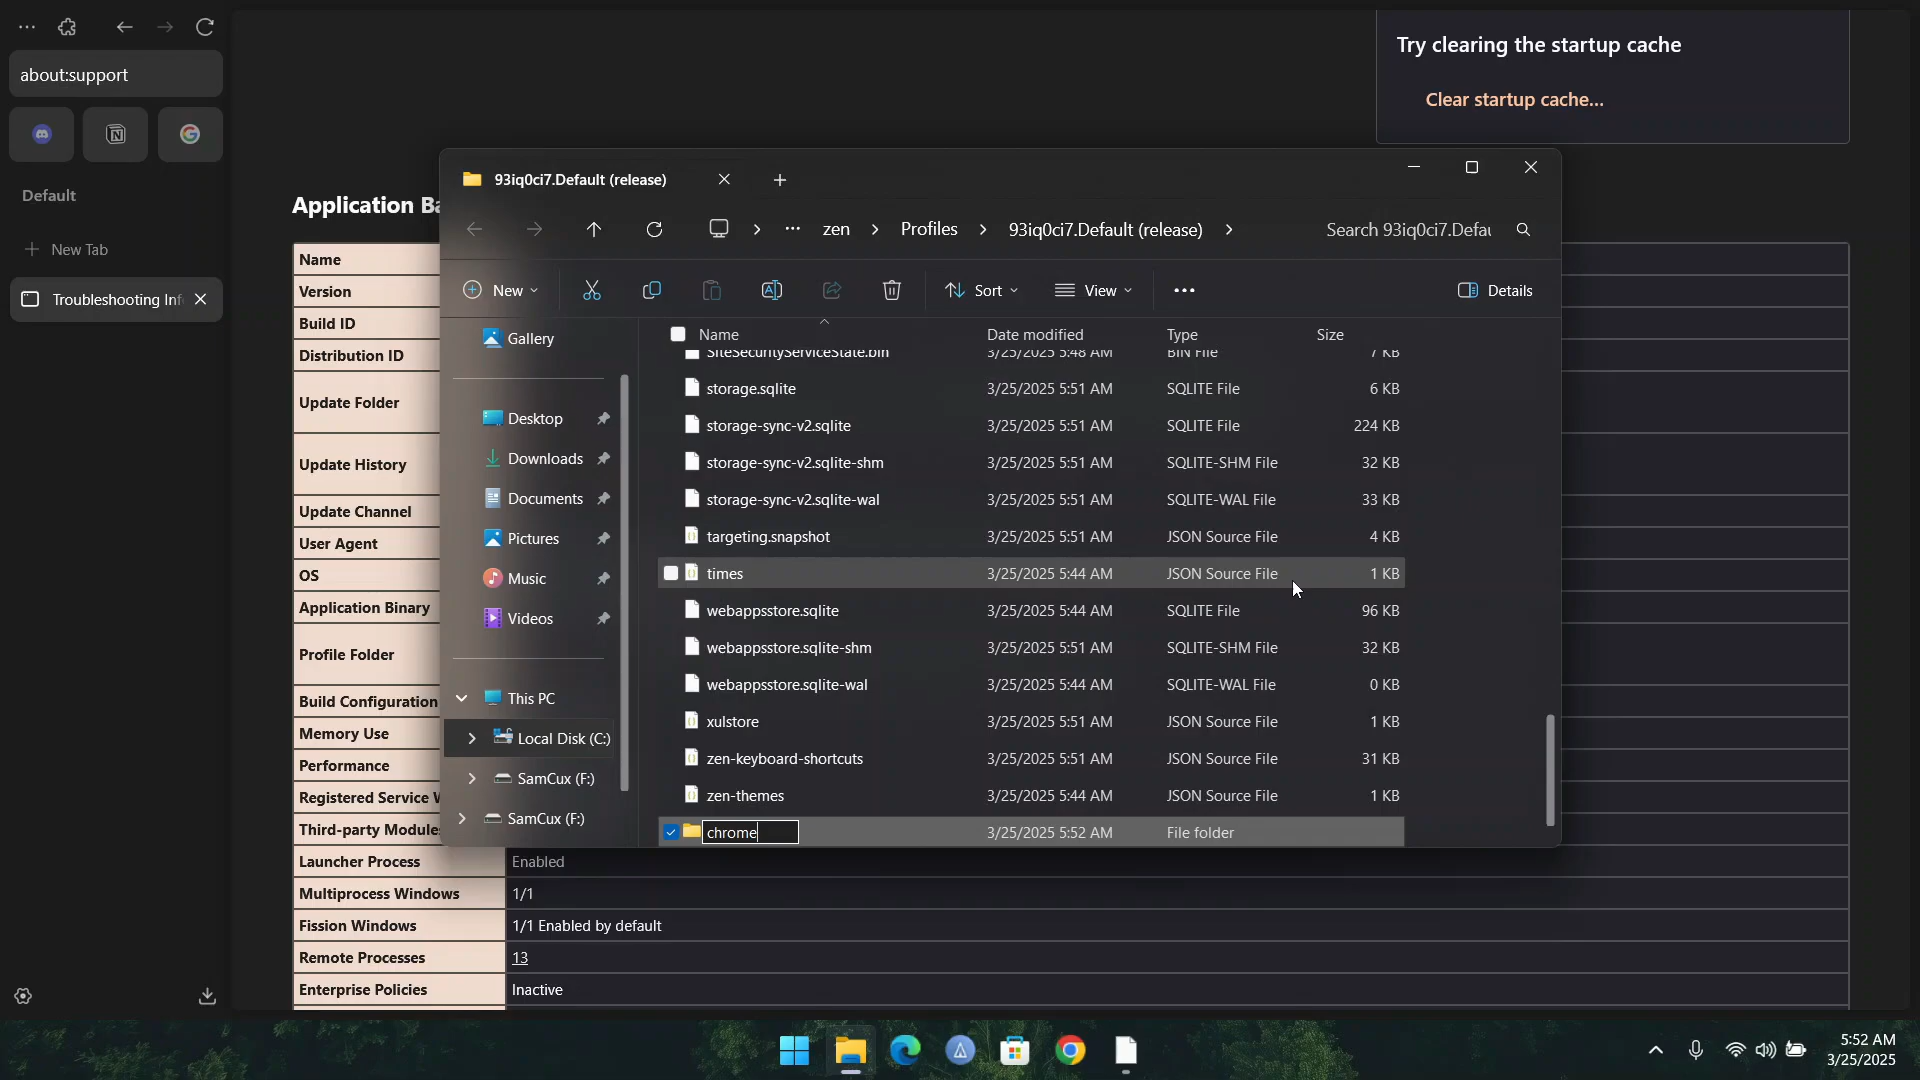 about:support
Default
New Tab
Troubleshooting Inf
Try clearing the startup cache
Clear startup cache...
Application Ba
Name
Version
Build ID
Distribution ID
Update Folder
Update History
Update Channel
User Agent
OS
Application Binary
Profile Folder
Build Configuration
Memory Use
Performance
Registered Service W
Third-party Module
Launcher Process
Enabled
Multiprocess Windows
1/1
Fission Windows
1/1 Enabled by default
Remote Processes
13
Enterprise Policies
Inactive
93iq0ci7.Default (release)
zen
Profiles
93iq0ci7.Default (release)
Search 93iq0ci7.Defau
New
Sort
View
Details
Gallery
Desktop
Downloads
Documents
Pictures
Music
Videos
This PC
Local Disk (C:)
SamCux (F:)
SamCux (F:)
Name Date modified Type Size
SiteSecurityServiceState.bin 3/25/2025 5:48 AM BIN File 7 KB
storage.sqlite 3/25/2025 5:51 AM SQLITE File 6 KB
storage-sync-v2.sqlite 3/25/2025 5:51 AM SQLITE File 224 KB
storage-sync-v2.sqlite-shm 3/25/2025 5:51 AM SQLITE-SHM File 32 KB
storage-sync-v2.sqlite-wal 3/25/2025 5:51 AM SQLITE-WAL File 33 KB
targeting.snapshot 3/25/2025 5:51 AM JSON Source File 4 KB
times 3/25/2025 5:44 AM JSON Source File 1 KB
webappsstore.sqlite 3/25/2025 5:44 AM SQLITE File 96 KB
webappsstore.sqlite-shm 3/25/2025 5:44 AM SQLITE-SHM File 32 KB
webappsstore.sqlite-wal 3/25/2025 5:44 AM SQLITE-WAL File 0 KB
xulstore 3/25/2025 5:51 AM JSON Source File 1 KB
zen-keyboard-shortcuts 3/25/2025 5:51 AM JSON Source File 31 KB
zen-themes 3/25/2025 5:44 AM JSON Source File 1 KB
chrome 3/25/2025 5:52 AM File folder
5:52 AM
3/25/2025